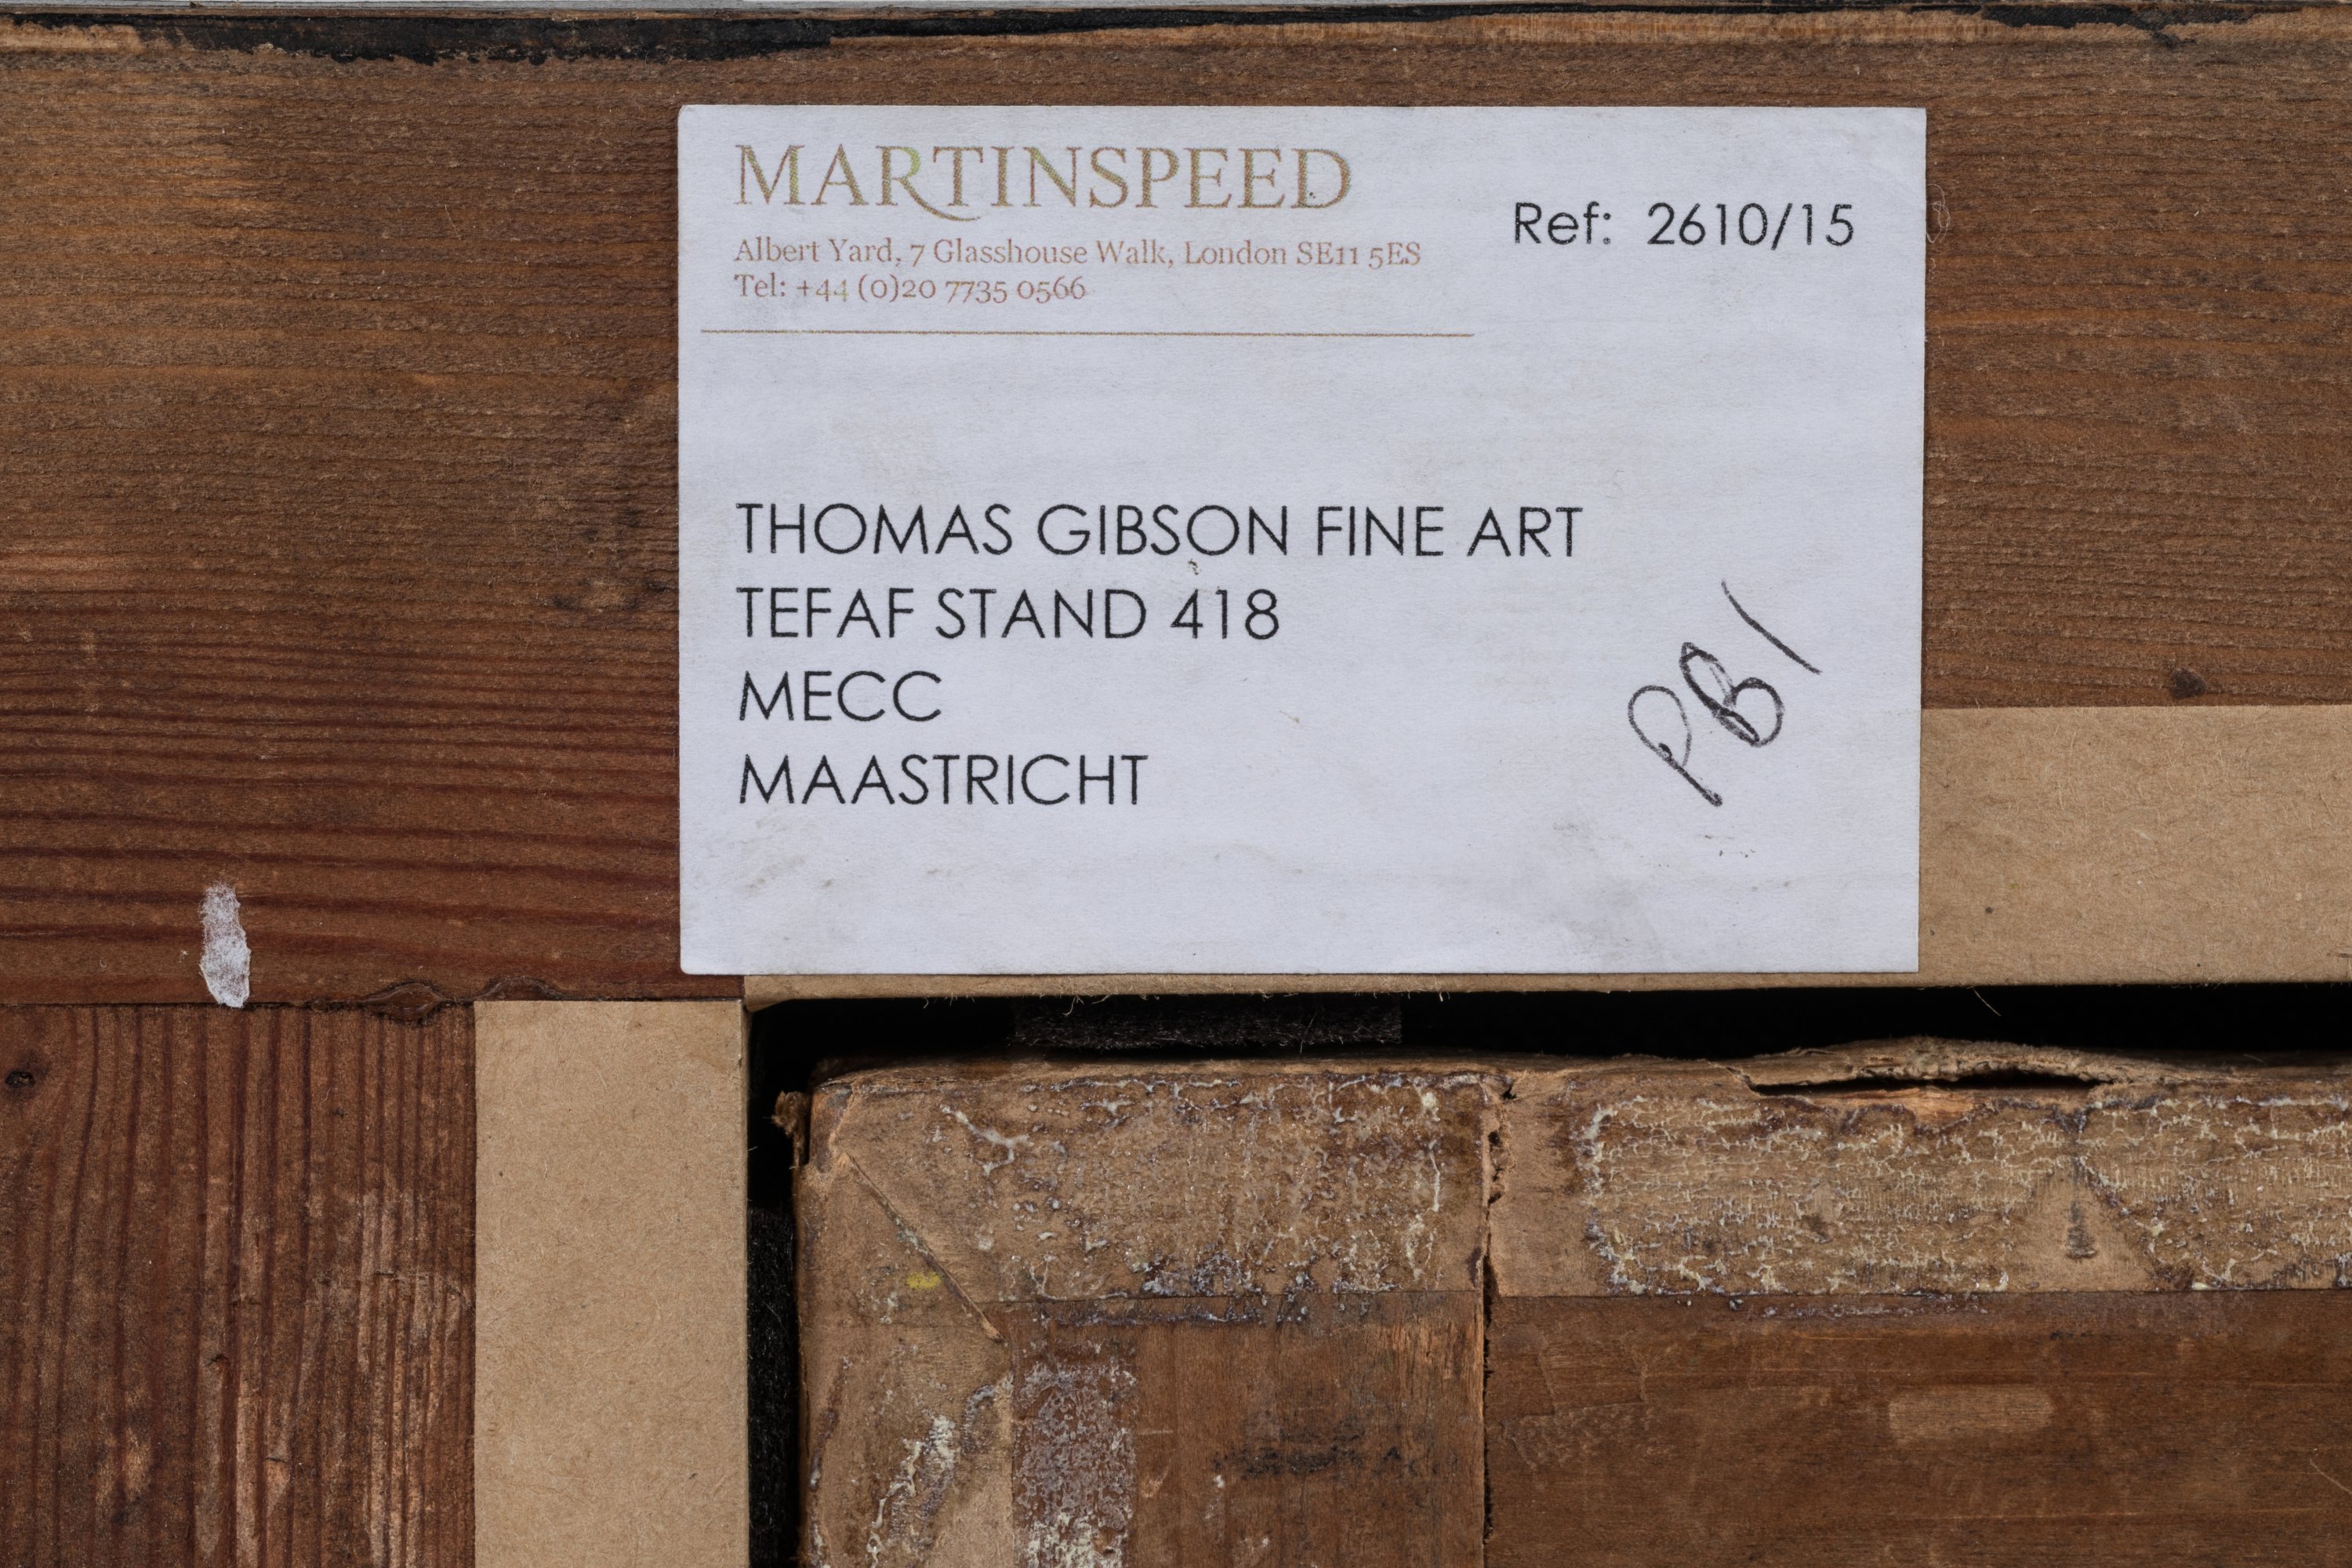 MARTINSPEED
Albert Yard, 7 Glasshouse Walk, London SE11 5ES
Tel: +44 (0)20 7735 0566
Ref: 2610/15
THOMAS GIBSON FINE ART
TEFAF STAND 418
MECC
MAASTRICHT
PB1